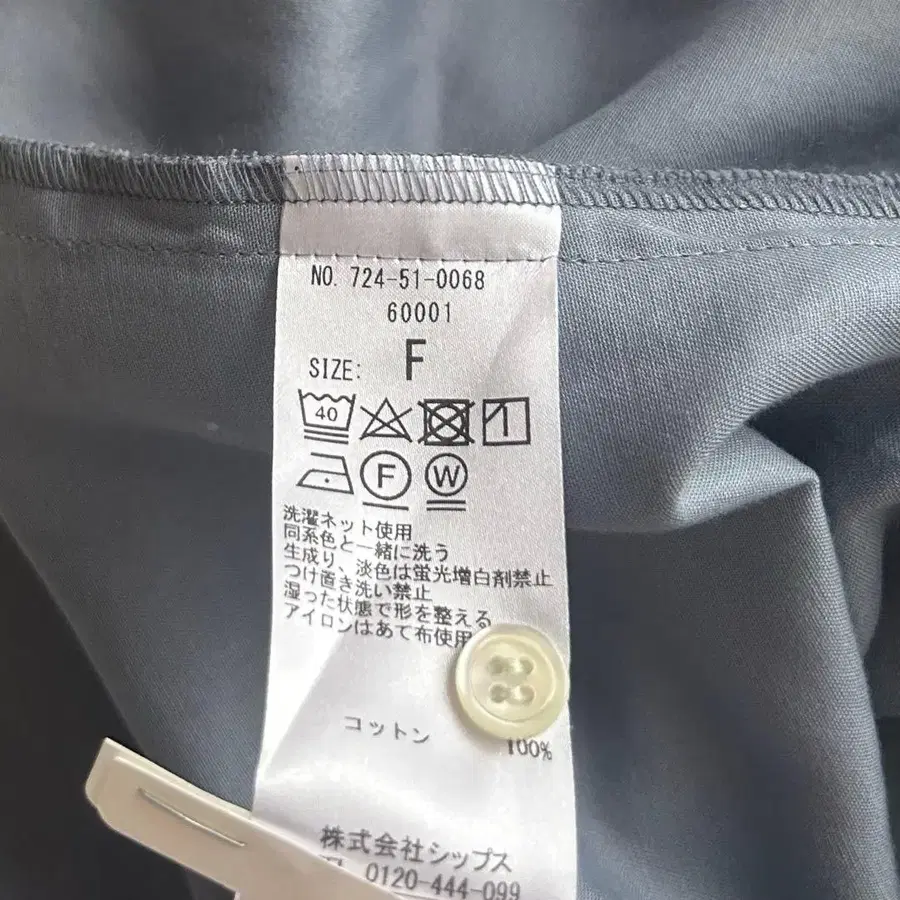 NO. 724-51-0068
60001
SIZE: F
40
F W
洗濯ネット使用
同系色と一緒に洗う
生成り、淡色は蛍光増白剤禁止
つけ置き洗い禁止
湿った状態で形を整える
アイロンはあて布使用
コットン 100%
株式会社シップス
0120-444-099